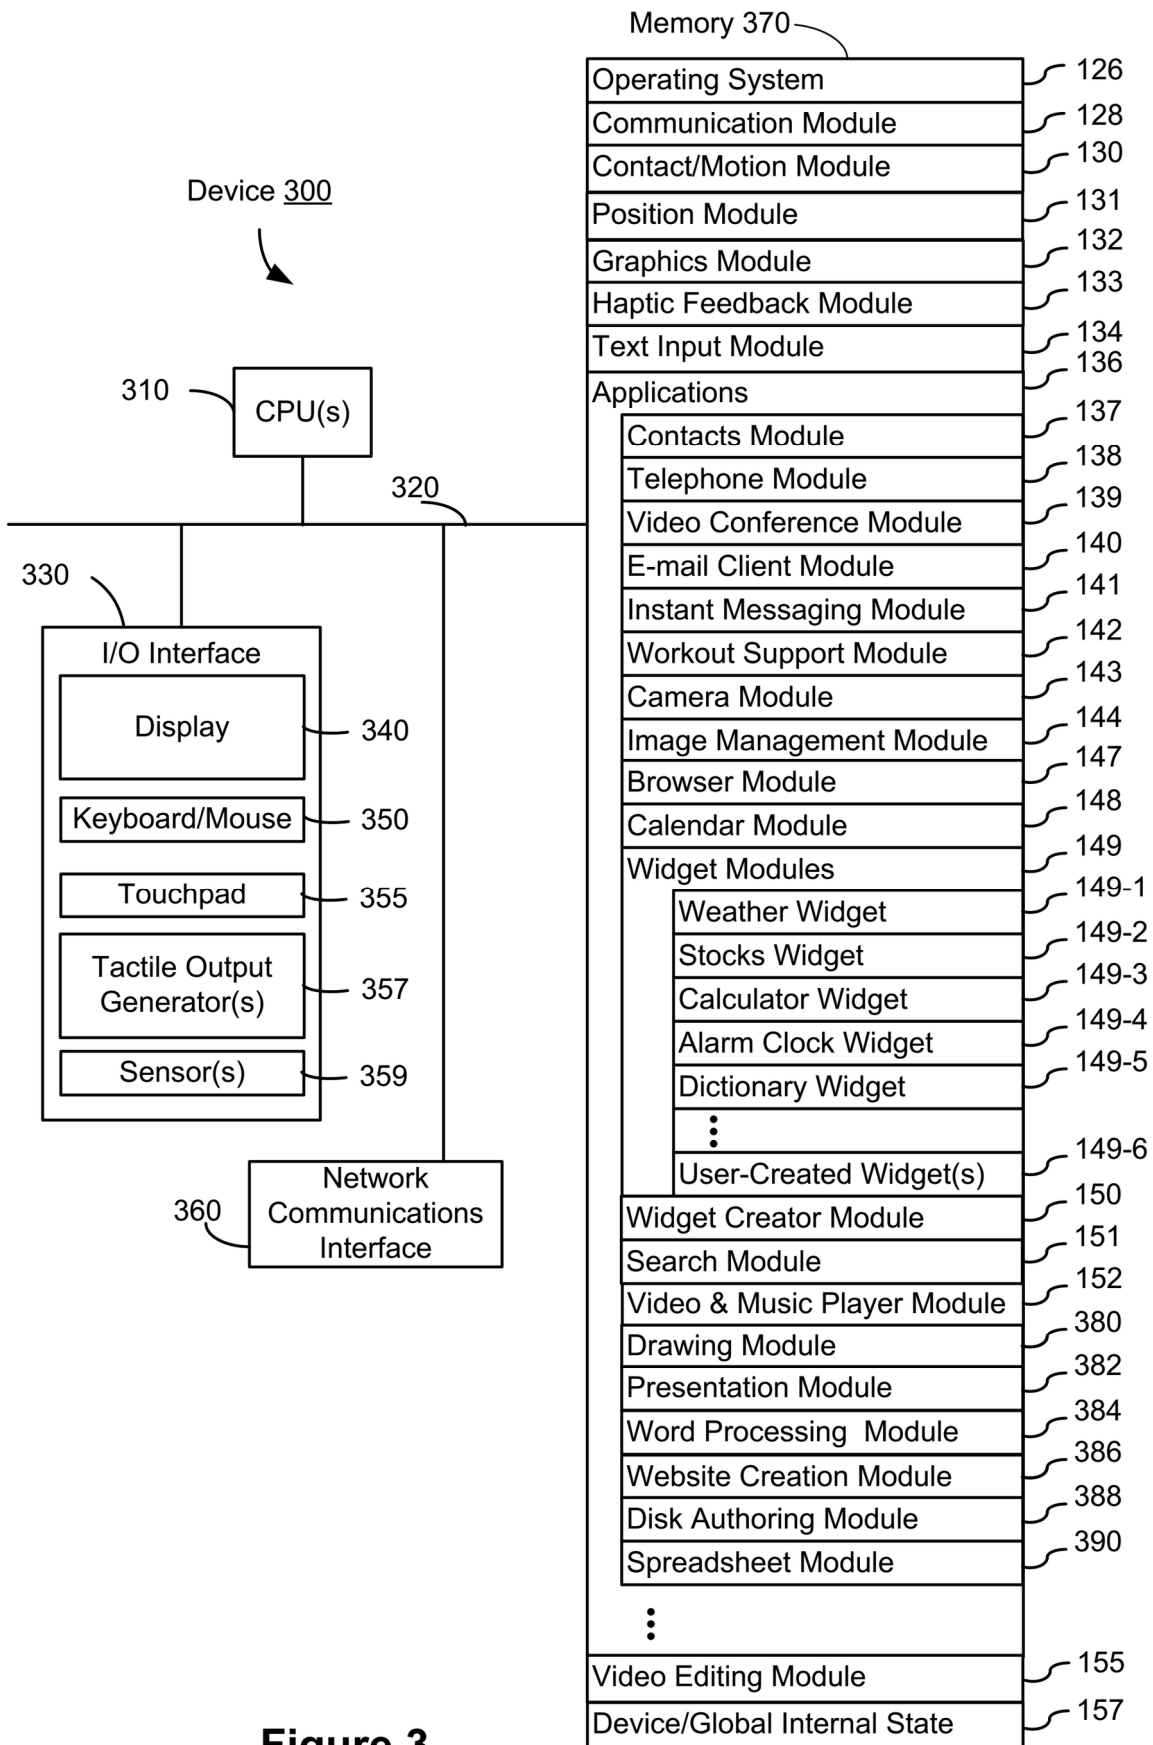 Memory 370
Operating System 126
Communication Module 128
Contact/Motion Module 130
Position Module 131
Graphics Module 132
Haptic Feedback Module 133
Text Input Module 134
Applications 136
Contacts Module 137
Telephone Module 138
Video Conference Module 139
E-mail Client Module 140
Instant Messaging Module 141
Workout Support Module 142
Camera Module 143
Image Management Module 144
Browser Module 147
Calendar Module 148
Widget Modules 149
Weather Widget 149-1
Stocks Widget 149-2
Calculator Widget 149-3
Alarm Clock Widget 149-4
Dictionary Widget 149-5
User-Created Widget(s) 149-6
Widget Creator Module 150
Search Module 151
Video & Music Player Module 152
Drawing Module 380
Presentation Module 382
Word Processing Module 384
Website Creation Module 386
Disk Authoring Module 388
Spreadsheet Module 390
Video Editing Module 155
Device/Global Internal State 157
Device 300
310
CPU(s)
320
330
I/O Interface
Display 340
Keyboard/Mouse 350
Touchpad 355
Tactile Output
Generator(s) 357
Sensor(s) 359
360
Network
Communications
Interface
Figure 3